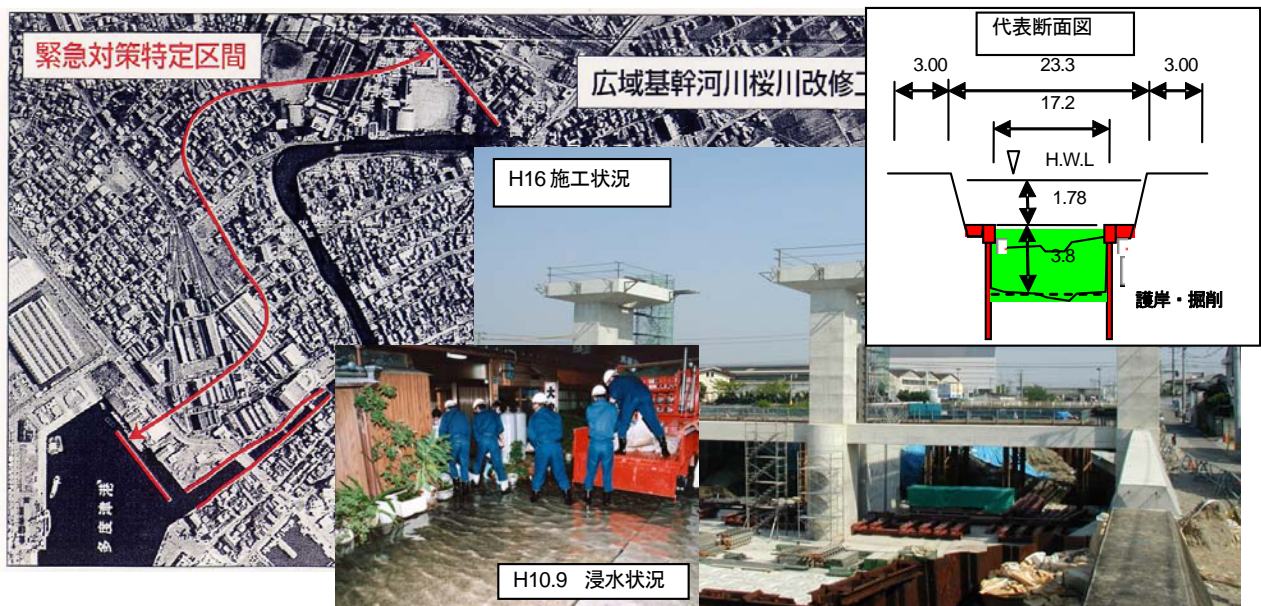 緊急対策特定区間
広域基幹河川桜川改修
多度津港
H16 施工状況
H10.9 浸水状況
大
代表断面図
3.00
23.3
3.00
17.2
H.W.L
1.78
3.8
護岸・掘削